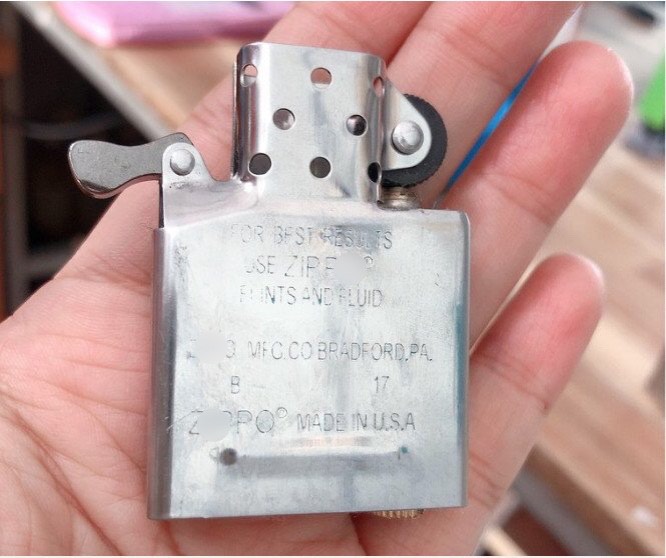 FOR BEST RESULTS
USE
FLINTS AND FLUID
MFG.CO BRADFORD,PA.
B 17
MADE IN U.S.A